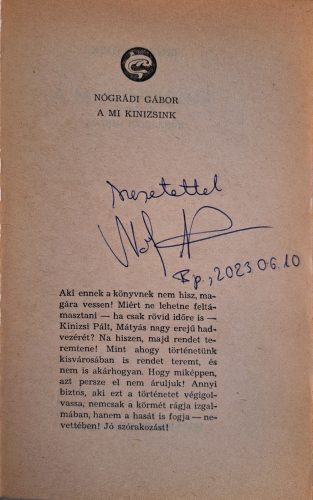 NÓGRÁDI GÁBOR
A MI KINIZSINK
szeretettel
Bp., 2023 06.10
Aki ennek a könyvnek nem hisz, ma-
gára vessen! Miért ne lehetne feltá-
masztani — ha csak rövid időre is —
Kinizsi Pált, Mátyás nagy erejű had-
vezérét? Na hiszen, majd rendet te-
remtene! Mint ahogy történetünk
kisvárosában is rendet teremt, és
nem is akárhogyan. Hogy miképpen,
azt persze el nem áruljuk! Annyi
biztos, aki ezt a történetet végigol-
vassa, nemcsak a körmét rágja izgal-
mában, hanem a hasát is fogja — ne-
vettében! Jó szórakozást!